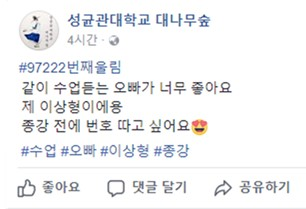 성균관대학교 대나무숲
4시간 ·
#97222번째울림
같이 수업듣는 오빠가 너무 좋아요
제 이상형이에용
종강 전에 번호 따고 싶어요😍
#수업 #오빠 #이상형 #종강
좋아요 댓글 달기 공유하기